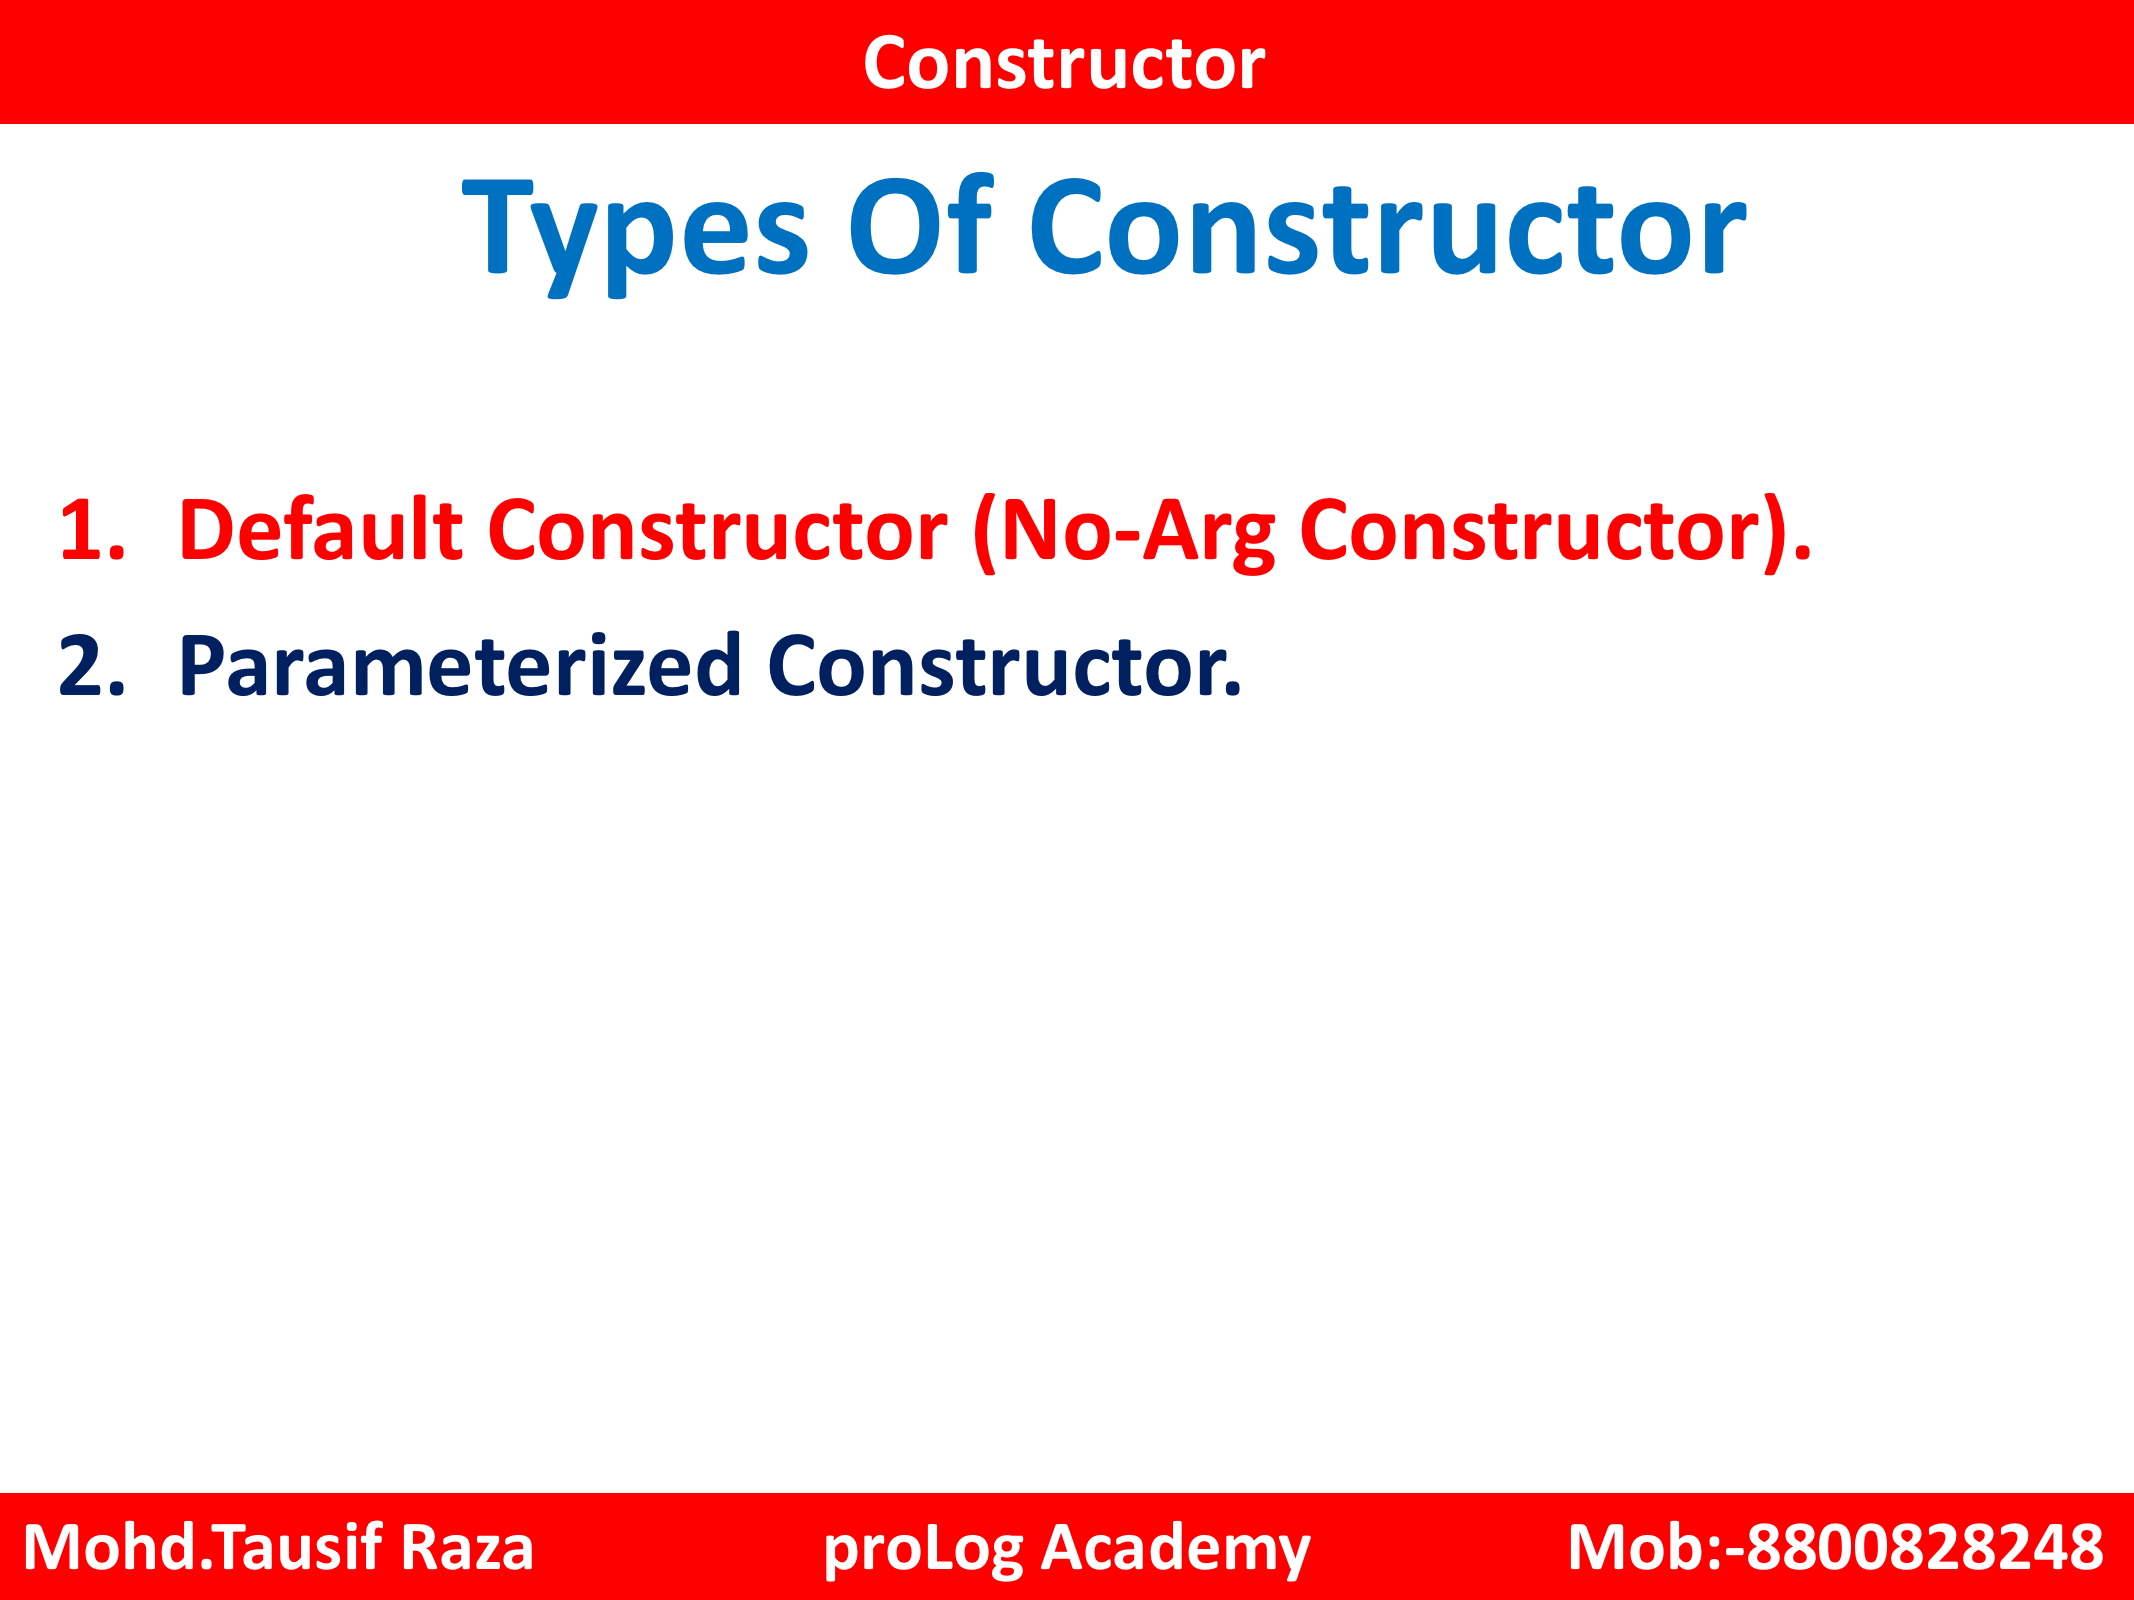 Constructor
Types Of Constructor
1. Default Constructor (No-Arg Constructor).
2. Parameterized Constructor.
Mohd.Tausif Raza proLog Academy Mob:-8800828248